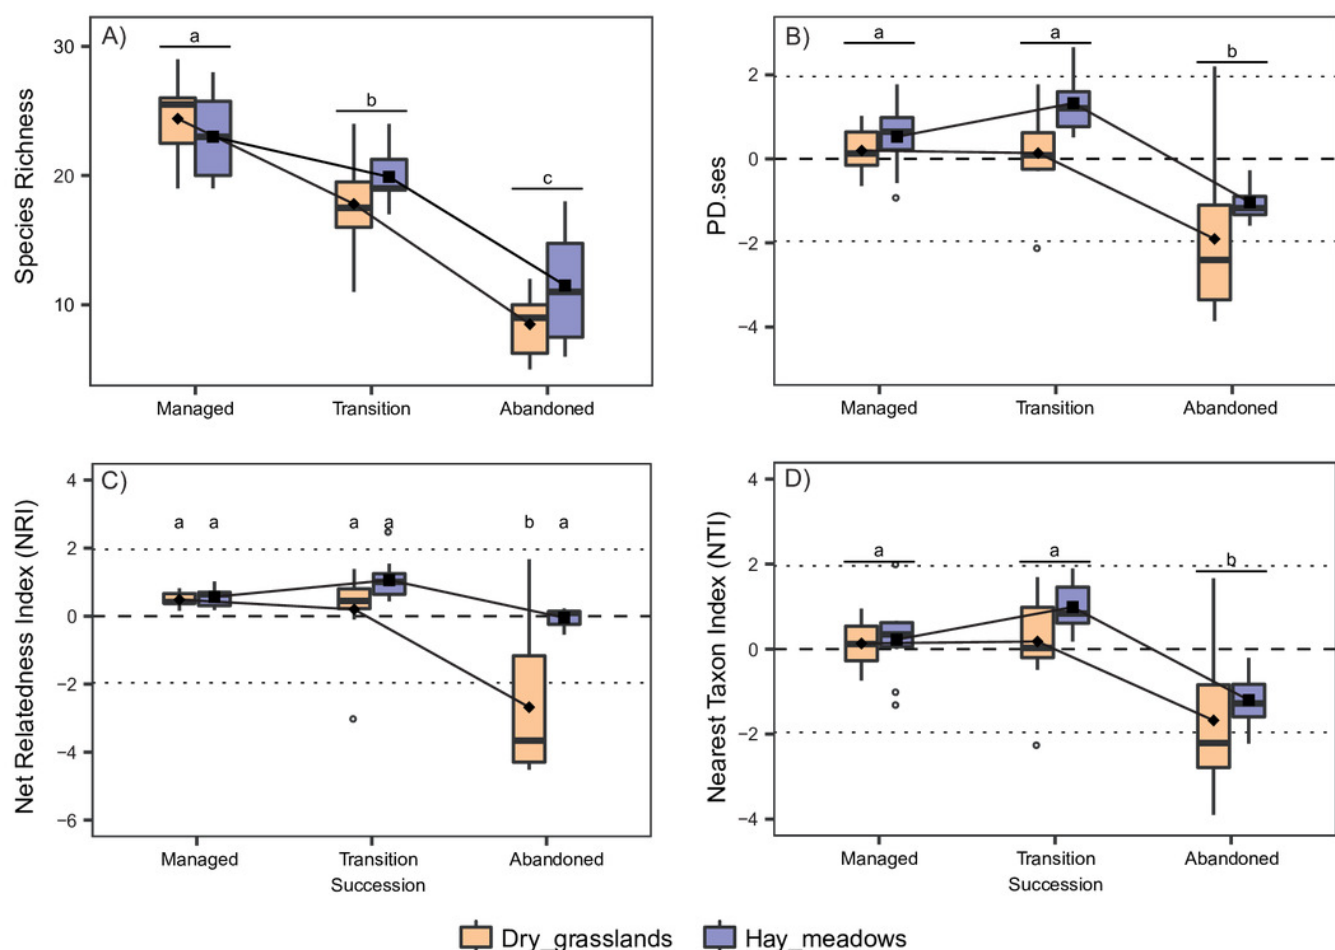 A)
Species Richness
30
20
10
a
b
c
Managed
Transition
Abandoned
B)
PD.ses
2
0
−2
−4
a
a
b
Managed
Transition
Abandoned
C)
Net Relatedness Index (NRI)
4
2
0
−2
−4
−6
a a a a b a
Managed
Transition
Abandoned
Succession
D)
Nearest Taxon Index (NTI)
4
2
0
−2
−4
a
a
b
Managed
Transition
Abandoned
Succession
Dry_grasslands
Hay_meadows